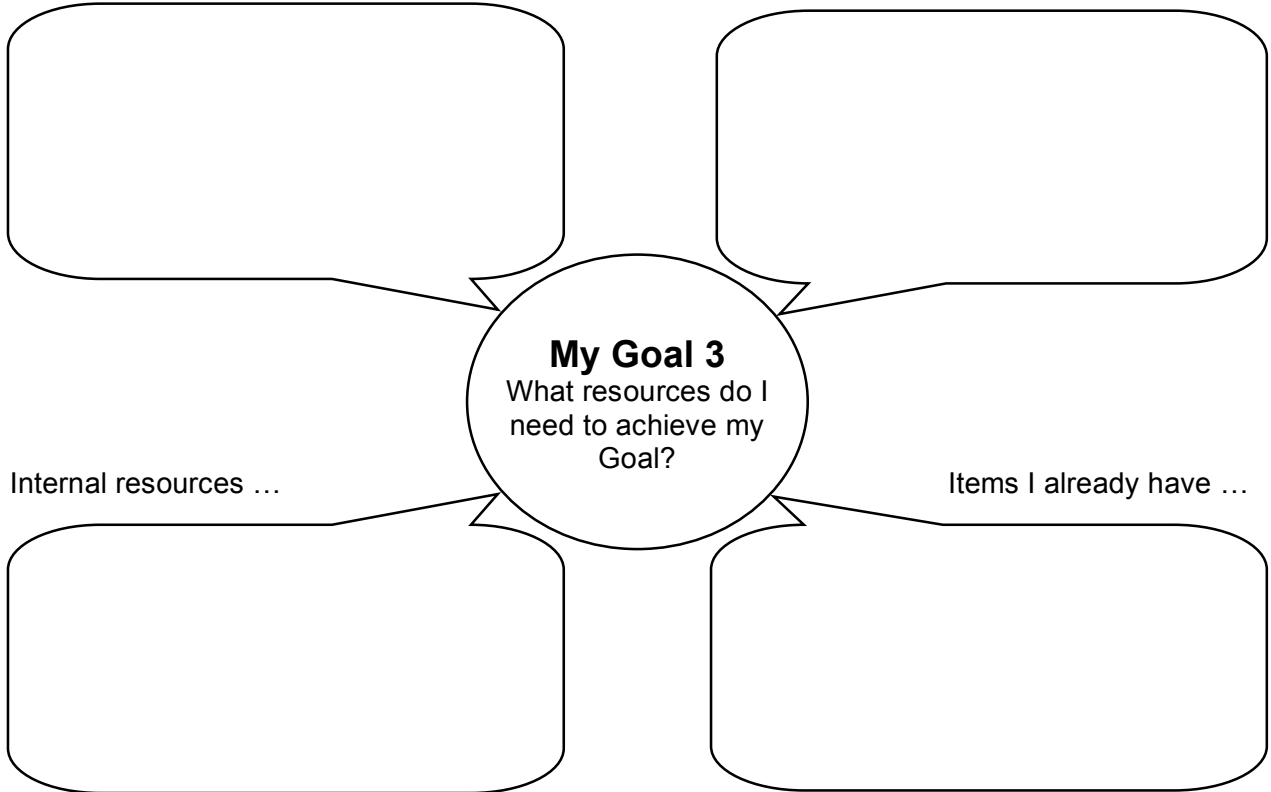 My Goal 3
What resources do I
need to achieve my
Goal?
Internal resources …
Items I already have …